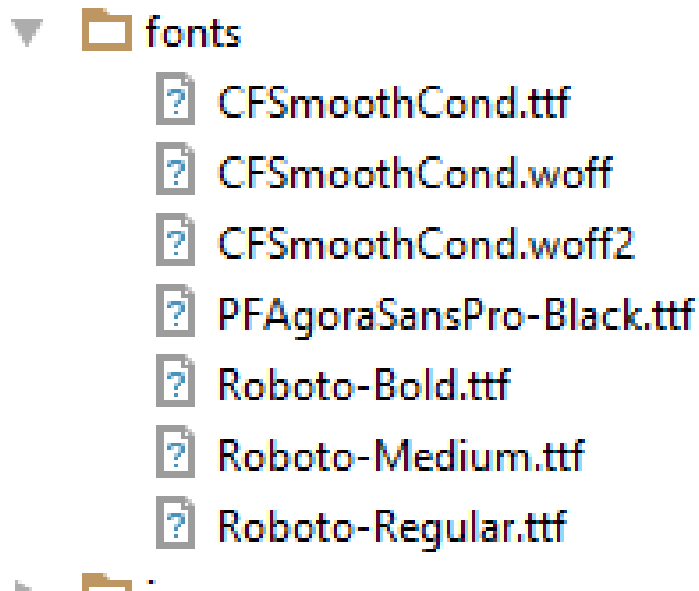 fonts
CFSmoothCond.ttf
CFSmoothCond.woff
CFSmoothCond.woff2
PFAgoraSansPro-Black.ttf
Roboto-Bold.ttf
Roboto-Medium.ttf
Roboto-Regular.ttf